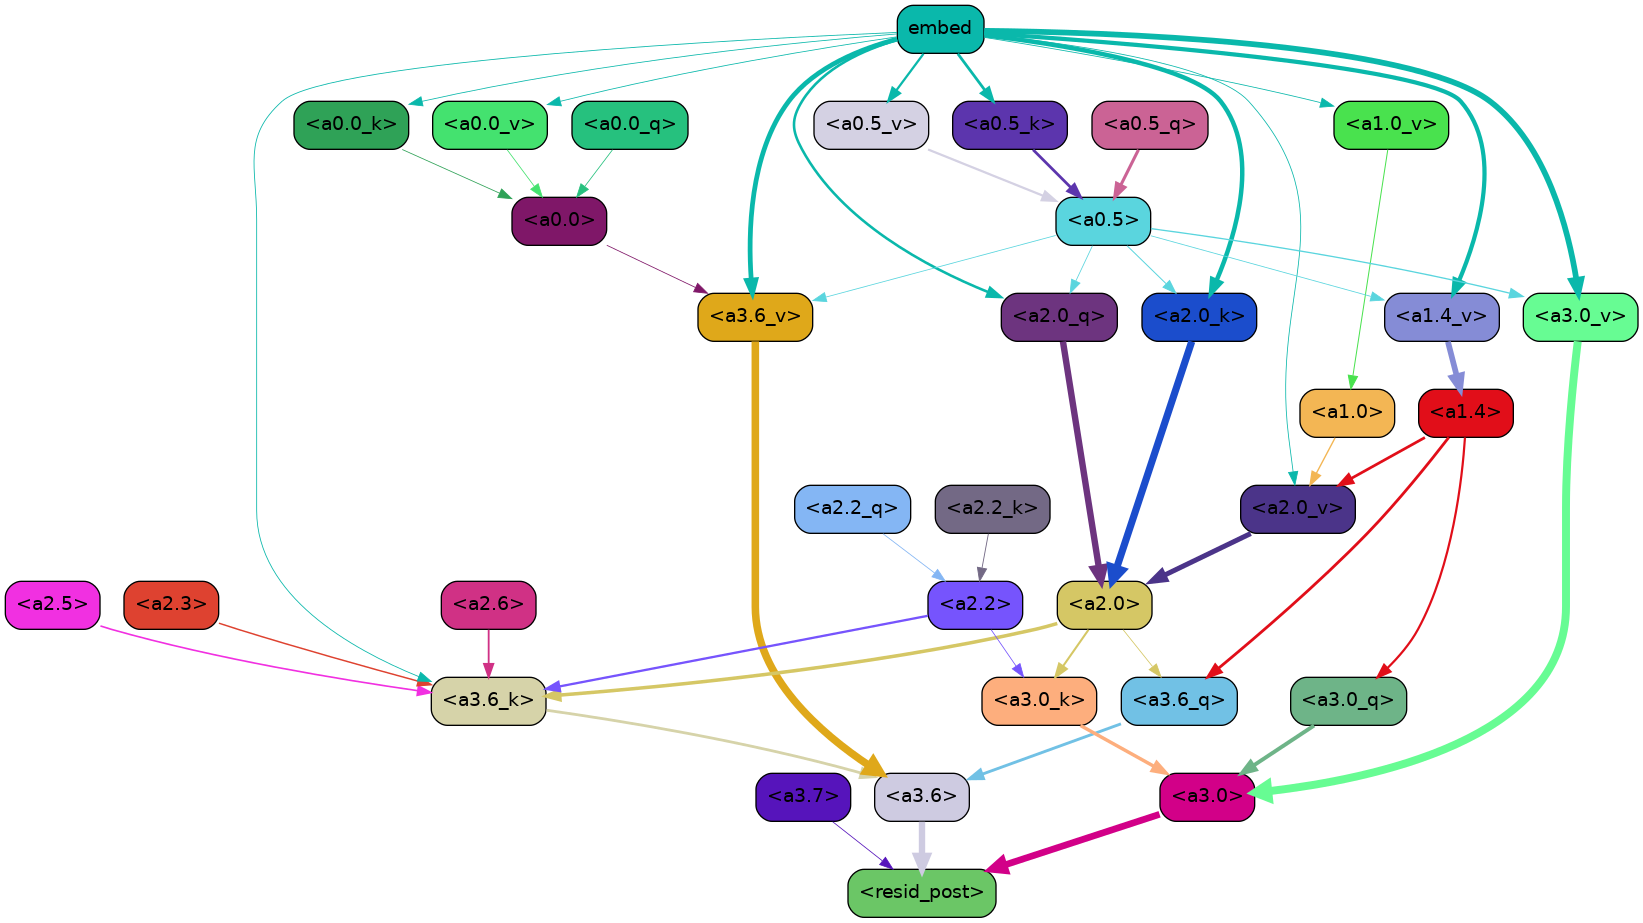 embed
<a0.0_k>
<a0.0_v>
<a0.0_q>
<a0.5_v>
<a0.5_k>
<a0.5_q>
<a1.0_v>
<a0.0>
<a0.5>
<a3.6_v>
<a2.0_q>
<a2.0_k>
<a1.4_v>
<a3.0_v>
<a1.0>
<a1.4>
<a2.2_q>
<a2.2_k>
<a2.0_v>
<a2.5>
<a2.3>
<a2.6>
<a2.2>
<a2.0>
<a3.6_k>
<a3.0_k>
<a3.6_q>
<a3.0_q>
<a3.7>
<a3.6>
<a3.0>
<resid_post>